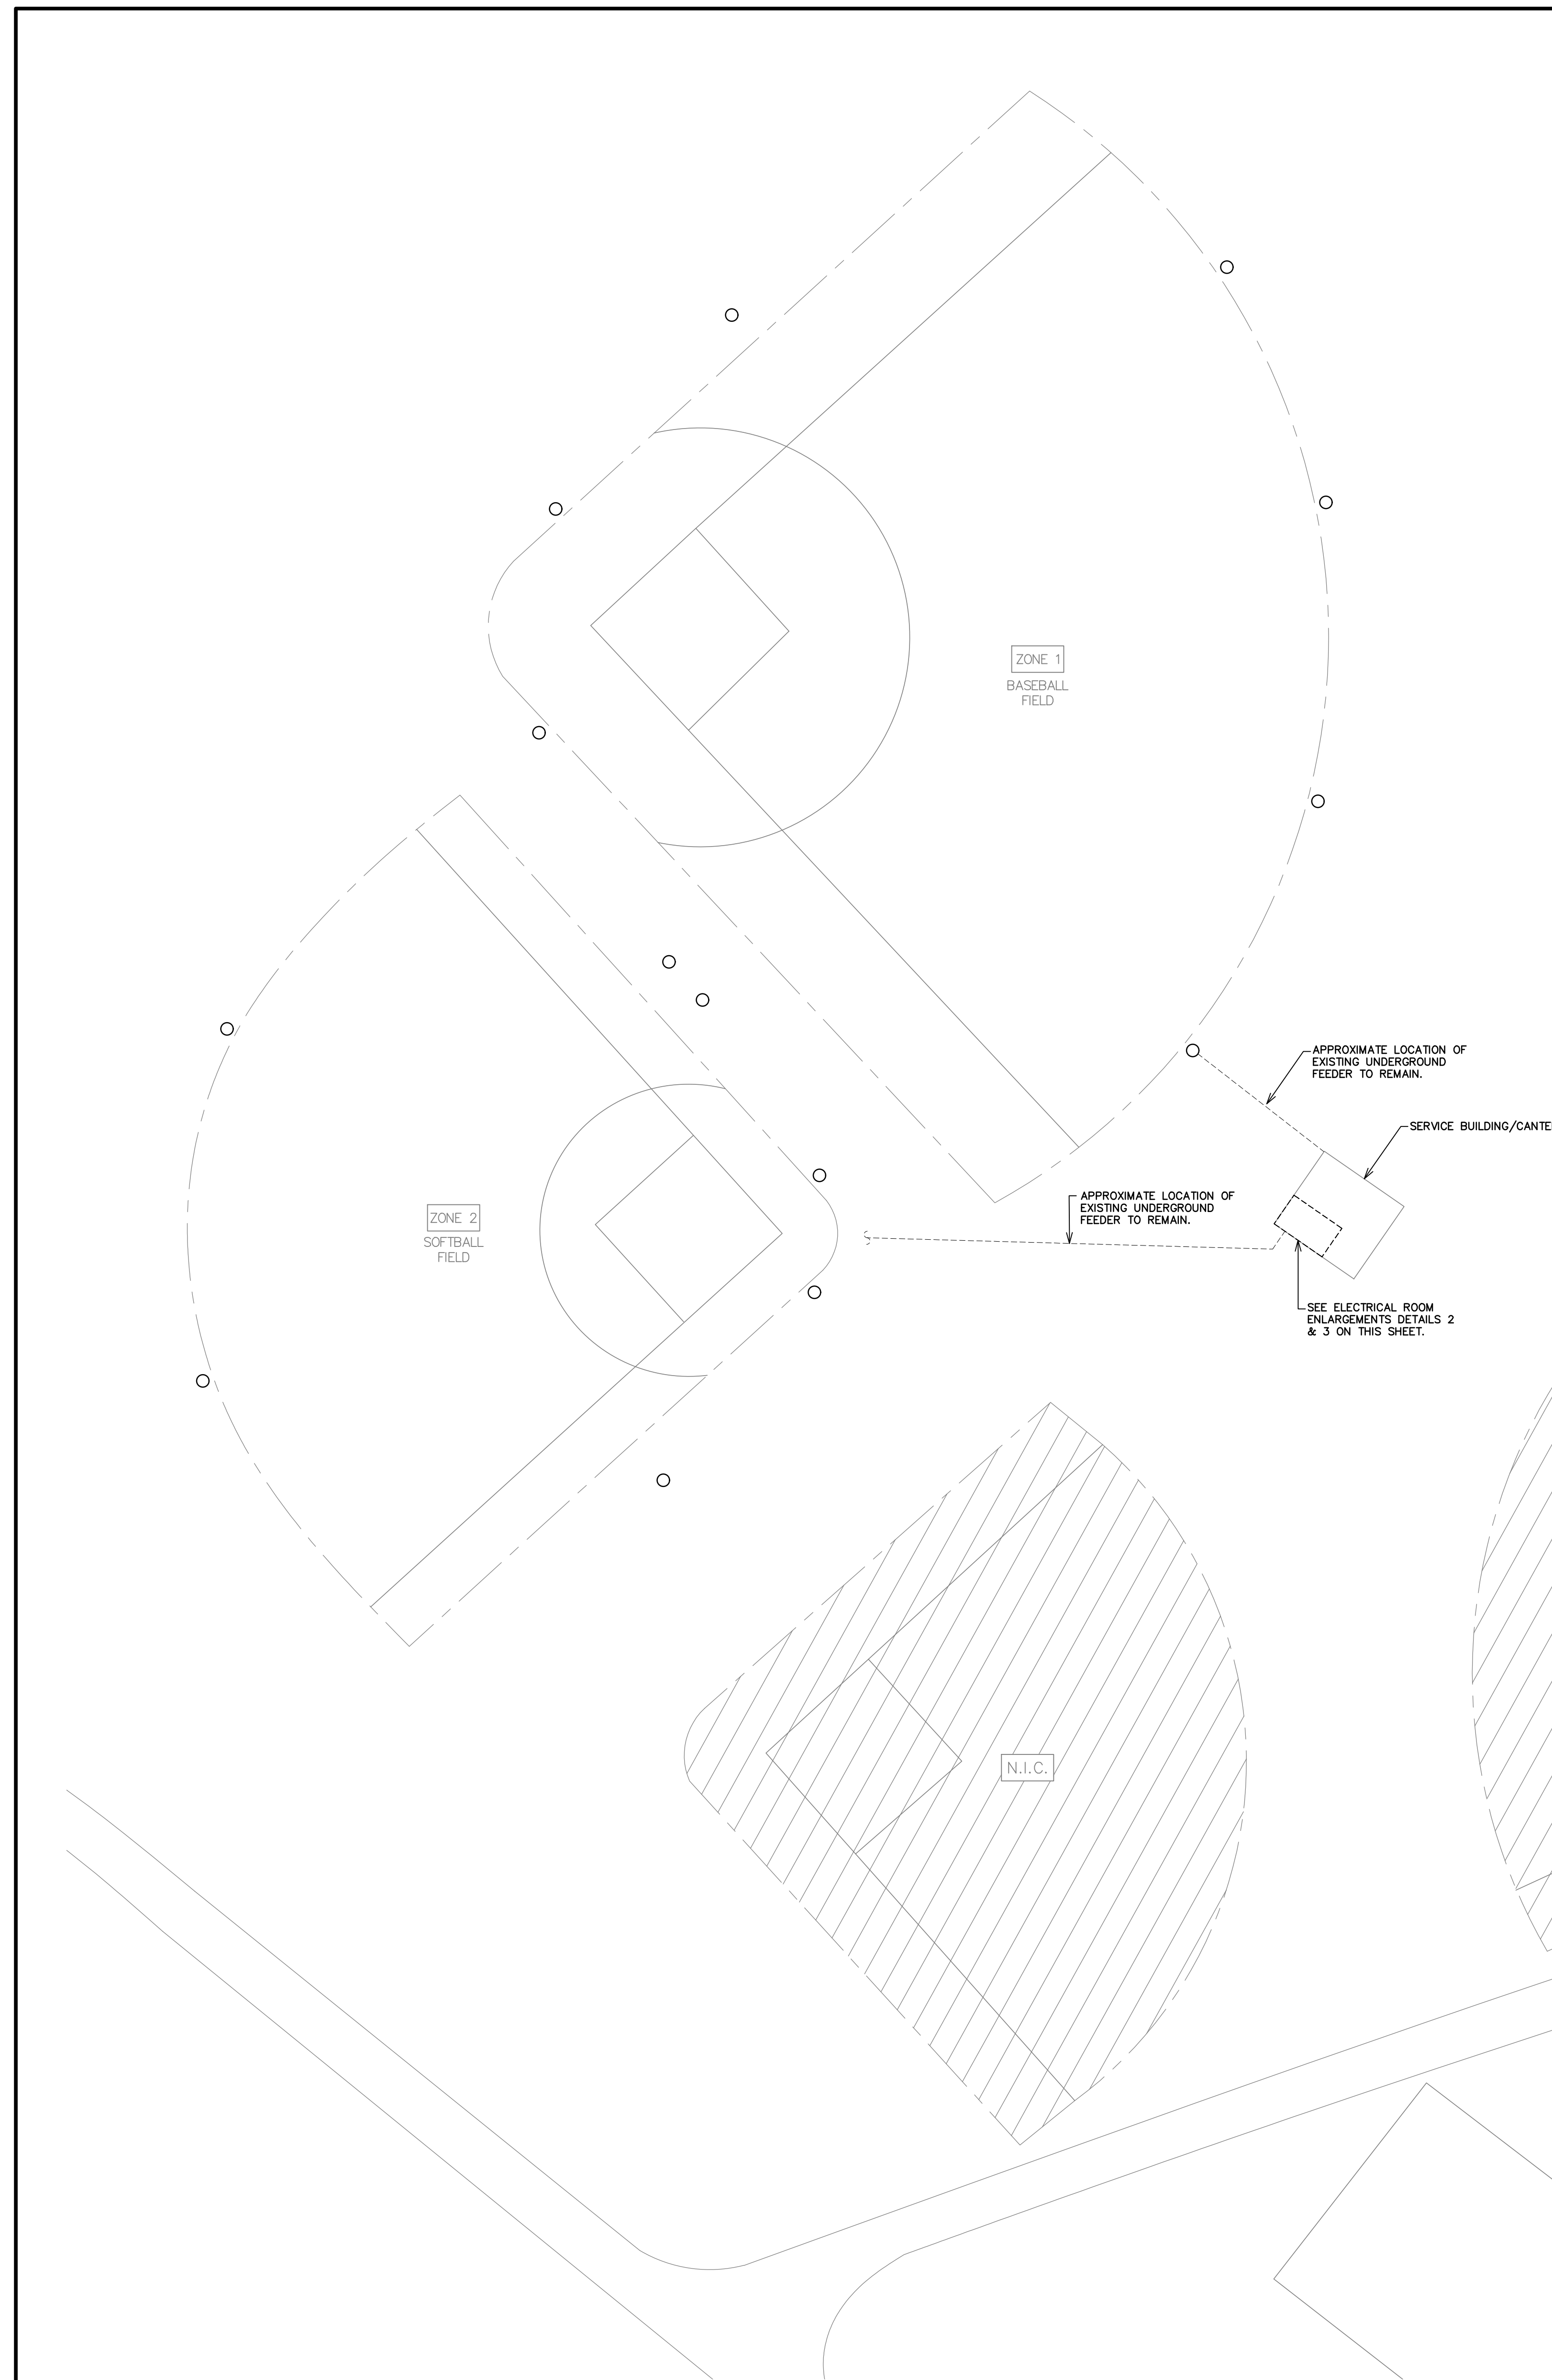 ZONE 1
BASEBALL
FIELD
APPROXIMATE LOCATION OF
EXISTING UNDERGROUND
FEEDER TO REMAIN.
SERVICE BUILDING/CANTE
APPROXIMATE LOCATION OF
EXISTING UNDERGROUND
FEEDER TO REMAIN.
ZONE 2
SOFTBALL
FIELD
SEE ELECTRICAL ROOM
ENLARGEMENTS DETAILS 2
& 3 ON THIS SHEET.
N.I.C.